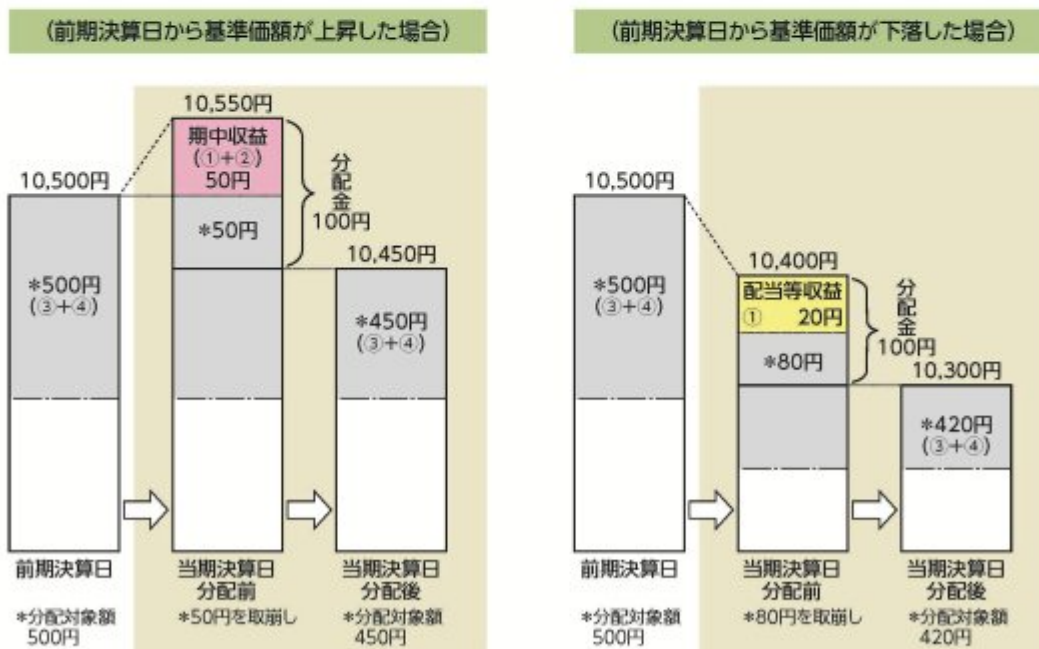 (前期決算日から基準価額が上昇した場合)
10,550円
期中収益
(①+②)
50円
10,500円
*50円
分配金
100円
10,450円
*500円
(③+④)
*450円
(③+④)
前期決算日
当期決算日
分配前
当期決算日
分配後
*分配対象額
500円
*50円を取崩し
*分配対象額
450円
(前期決算日から基準価額が下落した場合)
10,500円
10,400円
配当等収益
① 20円
*80円
分配金
100円
10,300円
*500円
(③+④)
*420円
(③+④)
前期決算日
当期決算日
分配前
当期決算日
分配後
*分配対象額
500円
*80円を取崩し
*分配対象額
420円